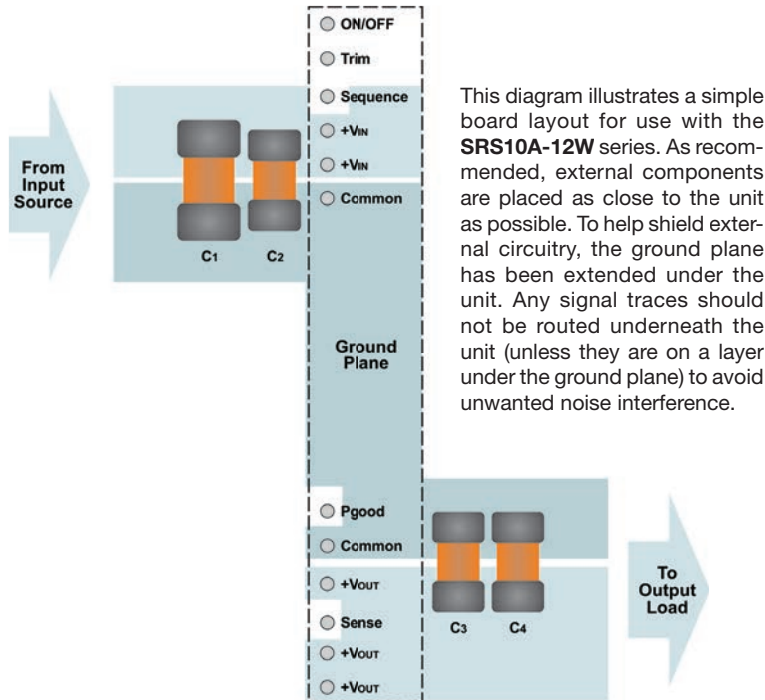 ON/OFF
Trim
Sequence
+VIN
+VIN
Common
From
Input
Source
C1
C2
Ground
Plane
Pgood
Common
+VOUT
Sense
+VOUT
+VOUT
C3
C4
To
Output
Load
This diagram illustrates a simple
board layout for use with the
SRS10A-12W series. As recom-
mended, external components
are placed as close to the unit
as possible. To help shield exter-
nal circuitry, the ground plane
has been extended under the
unit. Any signal traces should
not be routed underneath the
unit (unless they are on a layer
under the ground plane) to avoid
unwanted noise interference.